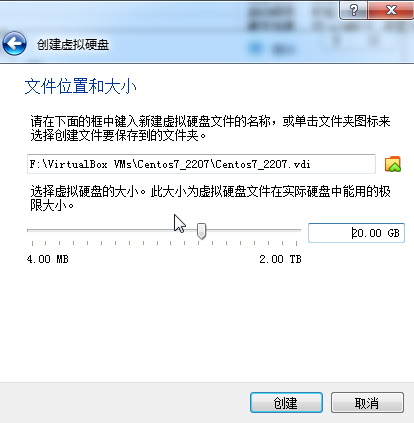 创建虚拟硬盘
文件位置和大小
请在下面的框中键入新建虚拟硬盘文件的名称，或单击文件夹图标来
选择创建文件要保存到的文件夹。
F:\VirtualBox VMs\Centos7_2207\Centos7_2207.vdi
选择虚拟硬盘的大小。此大小为虚拟硬盘文件在实际硬盘中能用的极
限大小。
20.00 GB
4.00 MB
2.00 TB
创建
取消